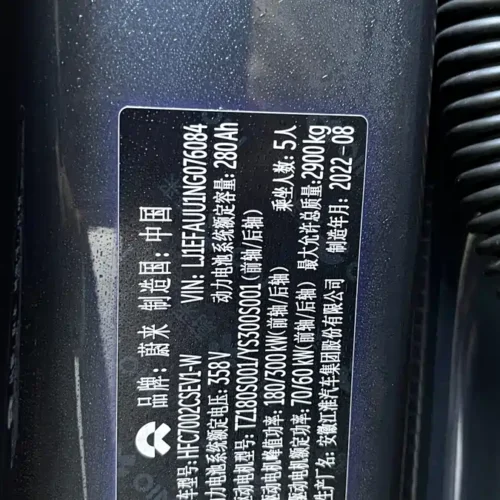 品牌: 蔚来 制造国: 中国
车型号: HFC7002CSEV1-W VIN: LJ1EFAUU1NG076084
动力电池系统额定电压: 358V 动力电池系统额定容量: 280Ah
驱动电机型号: TZ180S001/YS300S001(前轴/后轴)
驱动电机峰值功率: 180/300kW(前轴/后轴) 乘坐人数: 5人
驱动电机额定功率: 70/60kW(前轴/后轴) 最大允许总质量: 2900kg
生产厂名: 安徽江淮汽车集团股份有限公司 制造年月: 2022-08